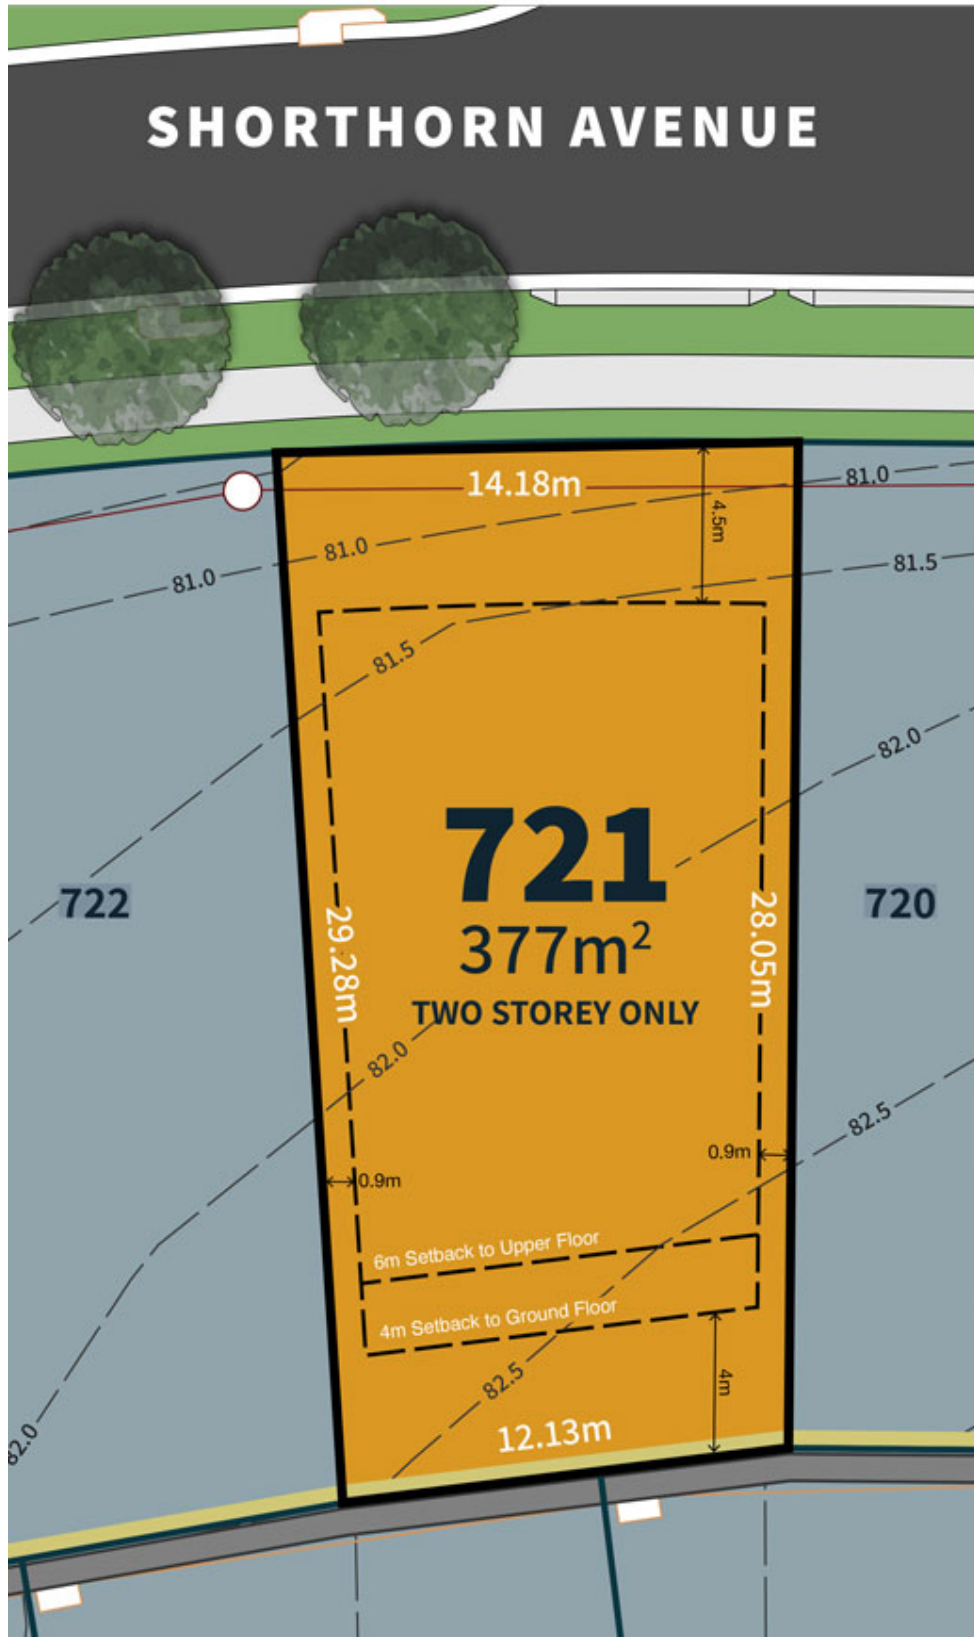 SHORTHORN AVENUE
14.18m
81.0
4.5m
81.0
81.0
81.5
81.5
82.0
721
722
377m²
720
29.28m
28.05m
TWO STOREY ONLY
82.0
82.5
0.9m
0.9m
6m Setback to Upper Floor
4m Setback to Ground Floor
82.5
4m
12.13m
82.0